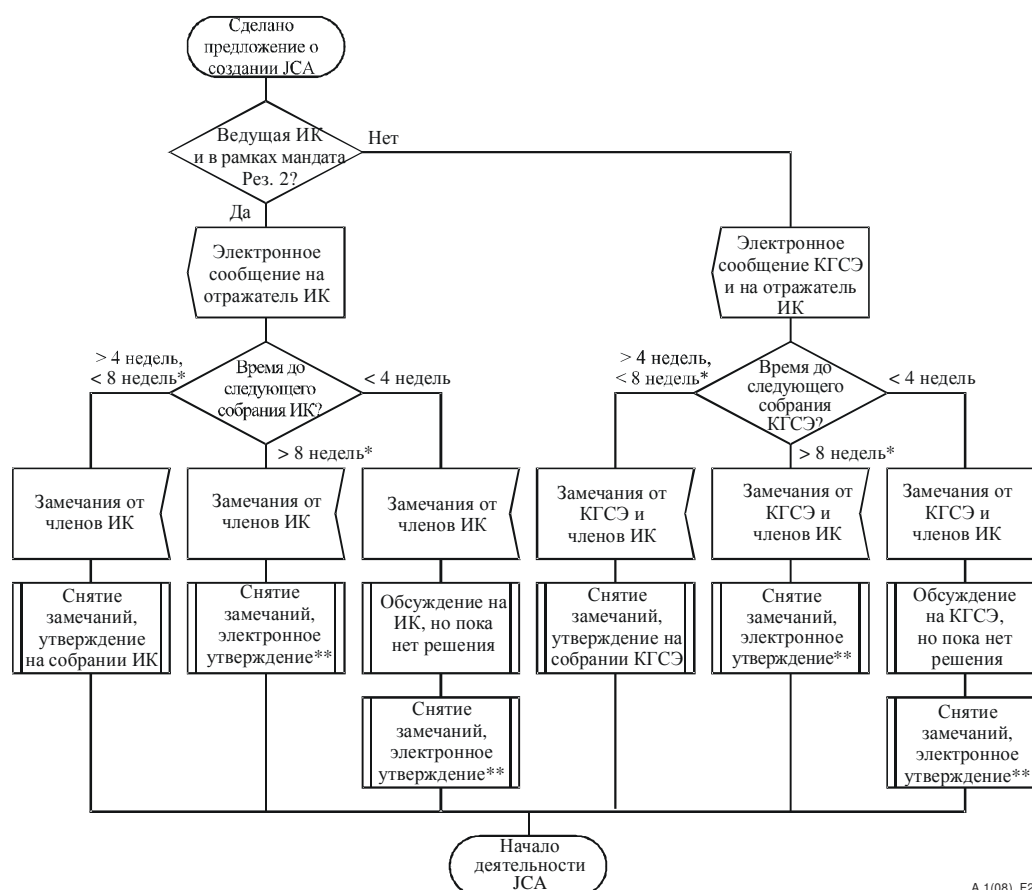 Сделано
предложение о
создании JCA
Ведущая ИК
и в рамках мандата
Рез. 2?
Нет
Да
Электронное
сообщение на
отражатель ИК
Электронное
сообщение КГСЭ
и на отражатель
ИК
> 4 недель,
< 8 недель*
Время до
следующего
собрания ИК?
< 4 недель
> 8 недель*
> 4 недель,
< 8 недель*
Время до
следующего
собрания
КГСЭ?
< 4 недель
> 8 недель*
Замечания от
членов ИК
Замечания от
членов ИК
Замечания от
членов ИК
Замечания от
КГСЭ и
членов ИК
Замечания от
КГСЭ и
членов ИК
Замечания от
КГСЭ и
членов ИК
Снятие
замечаний,
утверждение
на собрании ИК
Снятие
замечаний,
электронное
утверждение**
Обсуждение на
ИК, но пока
нет решения
Снятие
замечаний,
утверждение на
собрании КГСЭ
Снятие
замечаний,
электронное
утверждение**
Обсуждение
на КГСЭ,
но пока нет
решения
Снятие
замечаний,
электронное
утверждение**
Снятие
замечаний,
электронное
утверждение**
Начало
деятельности
JCA
A.1(08)_F2